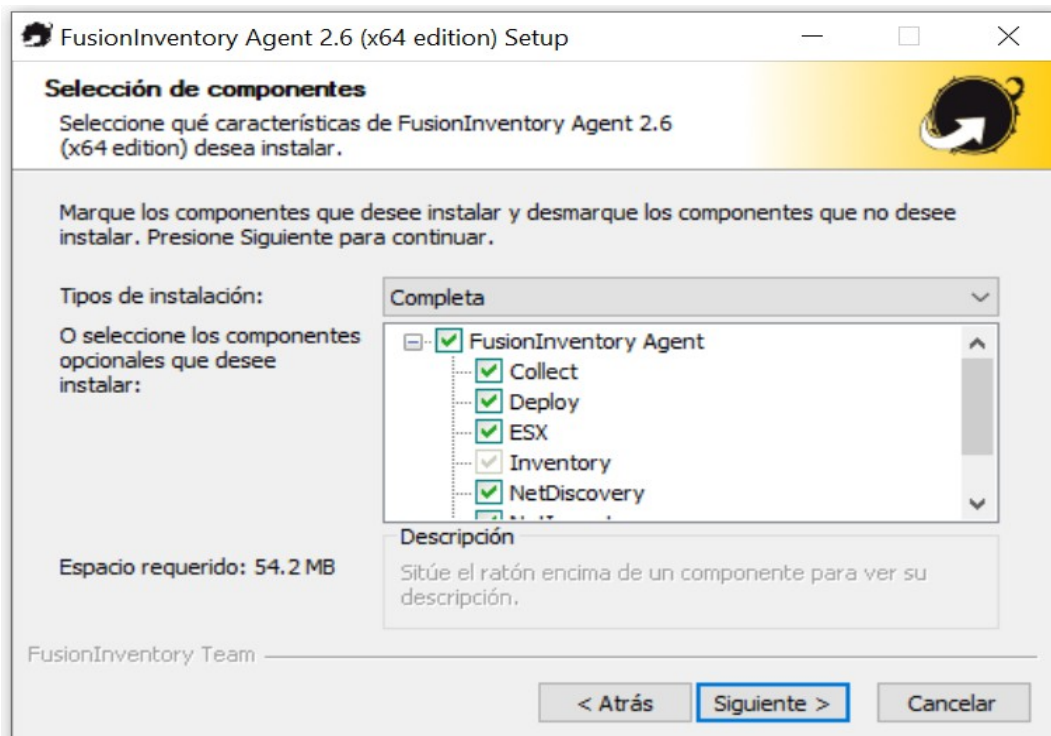 FusionInventory Agent 2.6 (x64 edition) Setup
Selección de componentes
Seleccione qué características de FusionInventory Agent 2.6
(x64 edition) desea instalar.
Marque los componentes que desee instalar y desmarque los componentes que no desee
instalar. Presione Siguiente para continuar.
Tipos de instalación:
Completa
O seleccione los componentes
opcionales que desee
instalar:
FusionInventory Agent
Collect
Deploy
ESX
Inventory
NetDiscovery
Espacio requerido: 54.2 MB
Descripción
Sitúe el ratón encima de un componente para ver su
descripción.
FusionInventory Team
< Atrás
Siguiente >
Cancelar